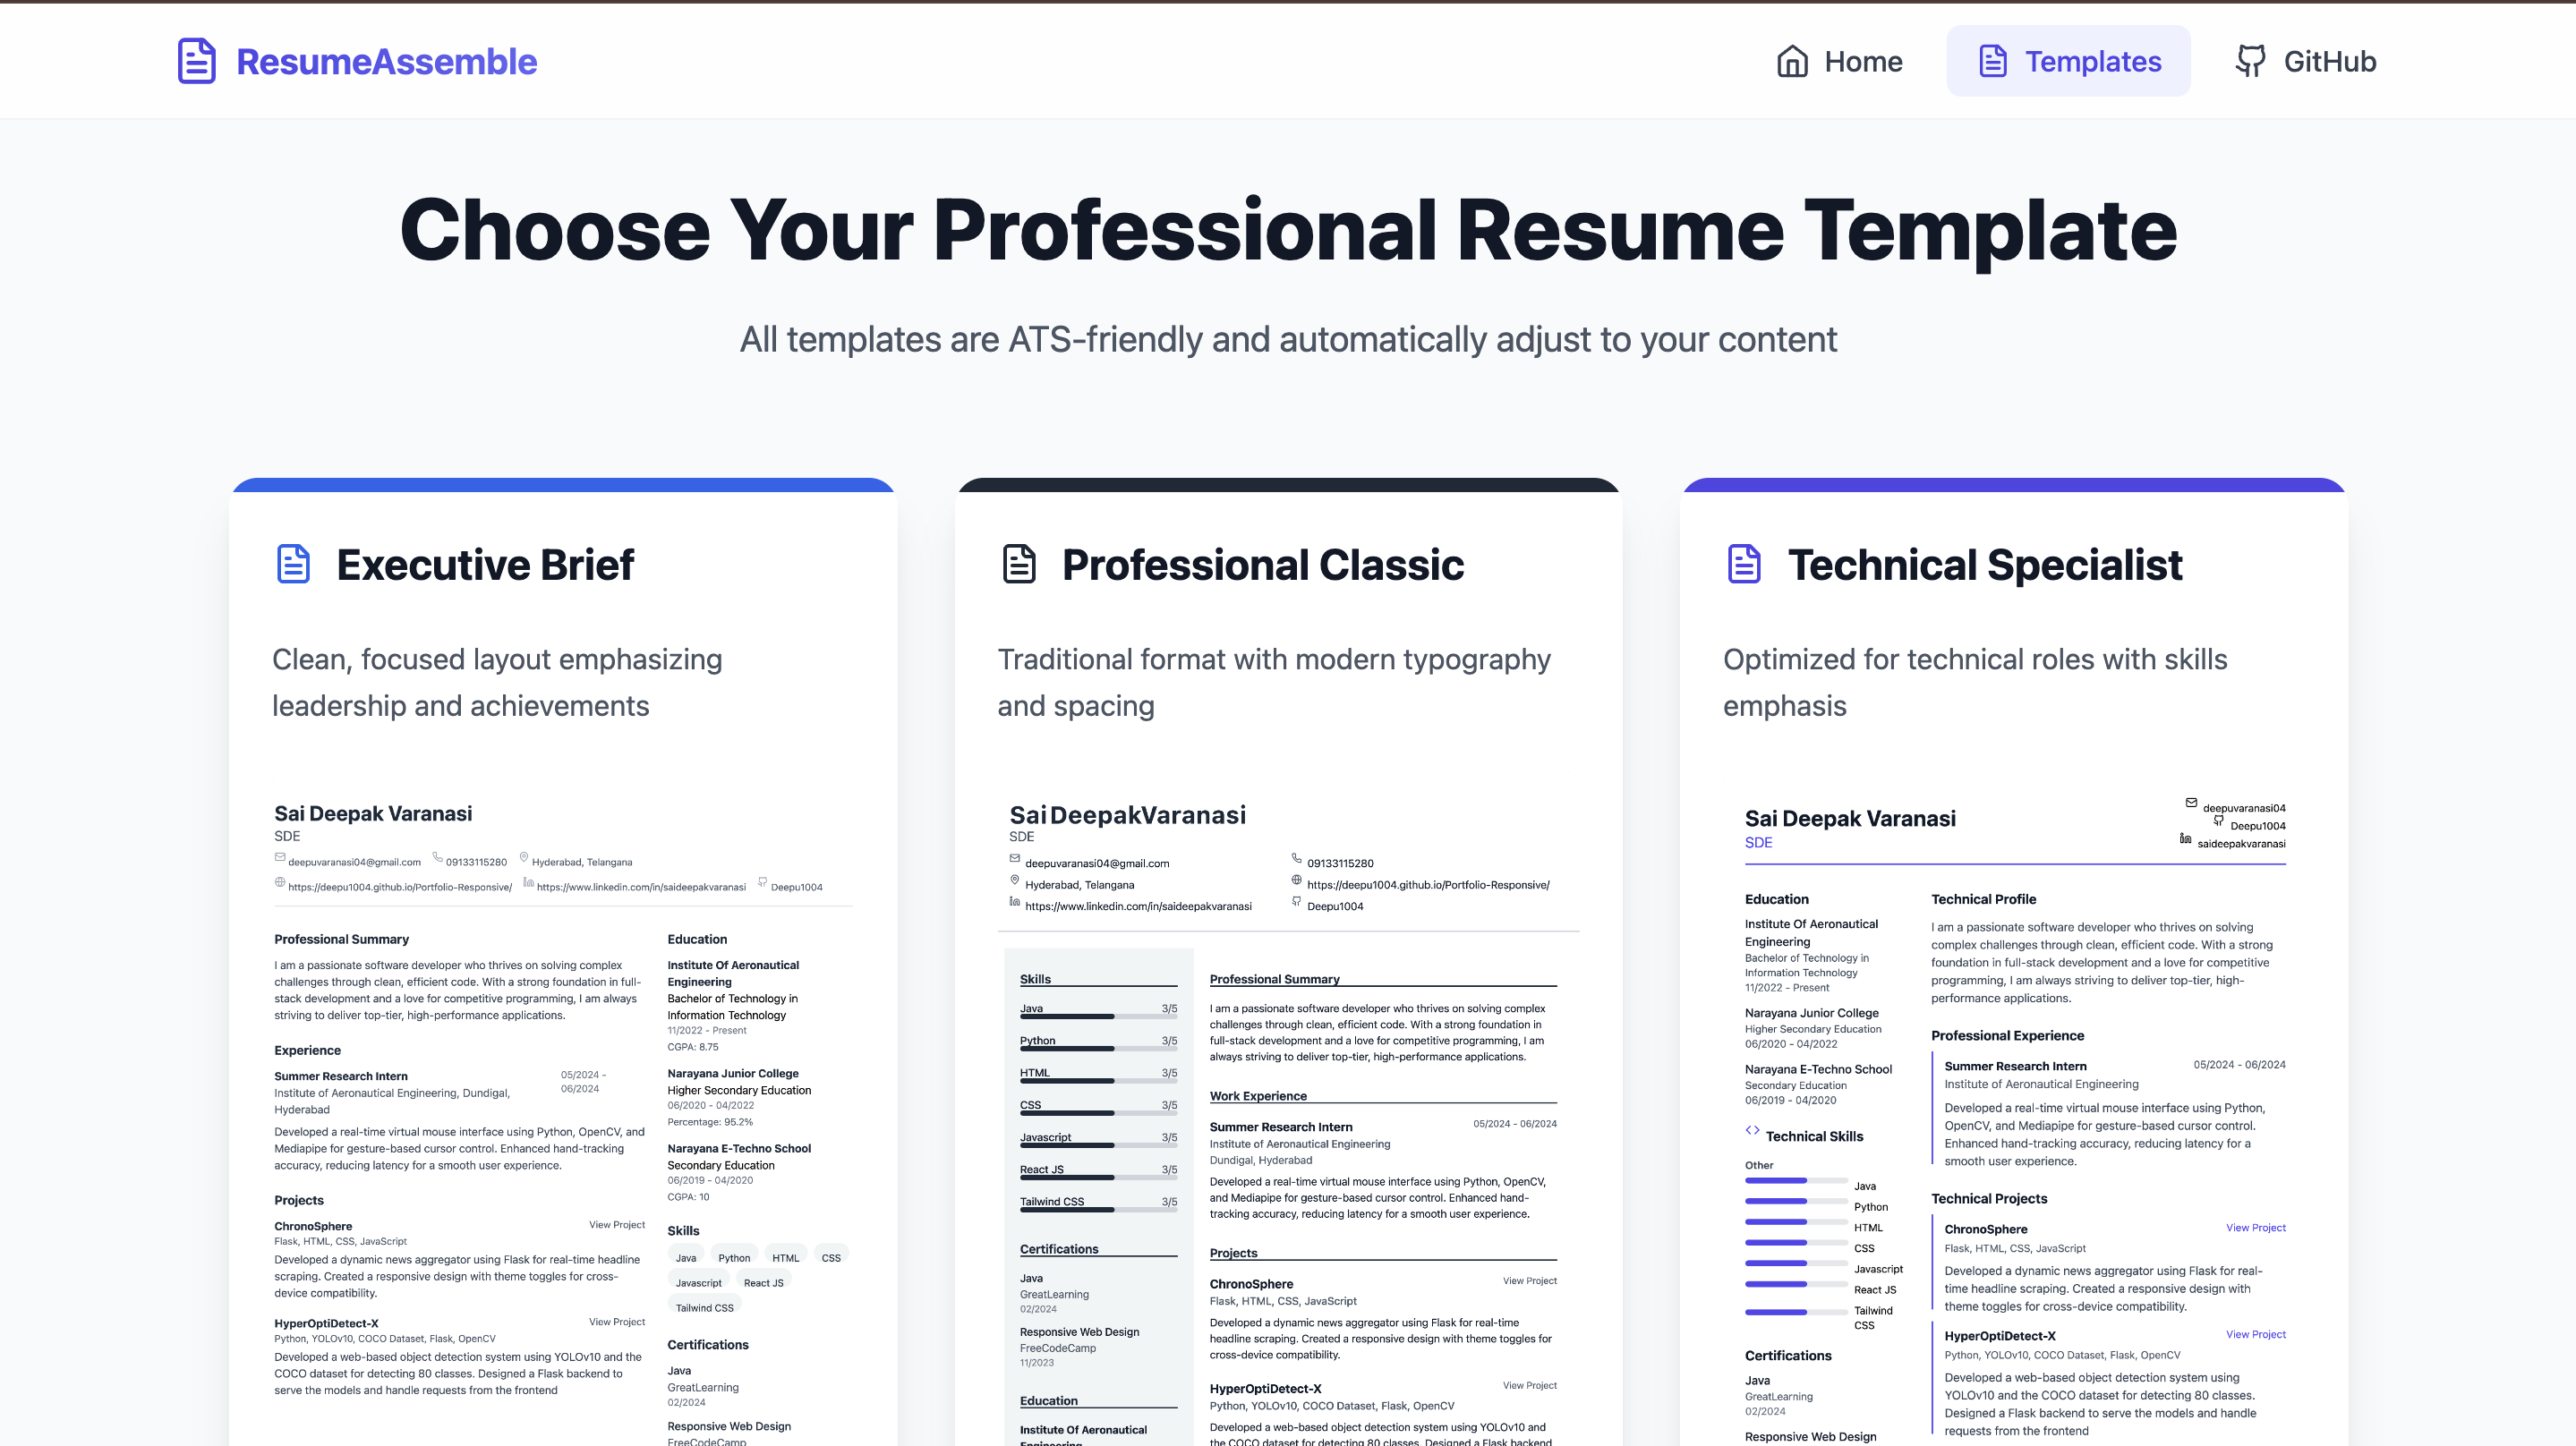 ResumeAssemble
Home
Templates
GitHub
Choose Your Professional Resume Template
All templates are ATS-friendly and automatically adjust to your content
Executive Brief
Clean, focused layout emphasizing
leadership and achievements
Sai Deepak Varanasi
SDE
deepuvaranasi04@gmail.com 09133115280 Hyderabad, Telangana
https://deepu1004.github.io/Portfolio-Responsive/ https://www.linkedin.com/in/saideepakvaranasi Deepu1004
Professional Summary
I am a passionate software developer who thrives on solving complex
challenges through clean, efficient code. With a strong foundation in full-
stack development and a love for competitive programming, I am always
striving to deliver top-tier, high-performance applications.
Experience
Summer Research Intern
05/2024 -
06/2024
Institute of Aeronautical Engineering, Dundigal,
Hyderabad
Developed a real-time virtual mouse interface using Python, OpenCV, and
Mediapipe for gesture-based cursor control. Enhanced hand-tracking
accuracy, reducing latency for a smooth user experience.
Projects
ChronoSphere
View Project
Flask, HTML, CSS, JavaScript
Developed a dynamic news aggregator using Flask for real-time headline
scraping. Created a responsive design with theme toggles for cross-
device compatibility.
HyperOptiDetect-X
View Project
Python, YOLOv10, COCO Dataset, Flask, OpenCV
Developed a web-based object detection system using YOLOv10 and the
COCO dataset for detecting 80 classes. Designed a Flask backend to
serve the models and handle requests from the frontend
Education
Institute Of Aeronautical
Engineering
Bachelor of Technology in
Information Technology
11/2022 - Present
CGPA: 8.75
Narayana Junior College
Higher Secondary Education
06/2020 - 04/2022
Percentage: 95.2%
Narayana E-Techno School
Secondary Education
06/2019 - 04/2020
CGPA: 10
Skills
Java Python HTML CSS
Javascript React JS
Tailwind CSS
Certifications
Java
GreatLearning
02/2024
Responsive Web Design
FreeCodeCamp
Professional Classic
Traditional format with modern typography
and spacing
Sai DeepakVaranasi
SDE
deepuvaranasi04@gmail.com 09133115280
Hyderabad, Telangana https://deepu1004.github.io/Portfolio-Responsive/
https://www.linkedin.com/in/saideepakvaranasi Deepu1004
Skills
Java 3/5
Python 3/5
HTML 3/5
CSS 3/5
Javascript 3/5
React JS 3/5
Tailwind CSS 3/5
Certifications
Java
GreatLearning
02/2024
Responsive Web Design
FreeCodeCamp
11/2023
Education
Institute Of Aeronautical
Engineering
Professional Summary
I am a passionate software developer who thrives on solving complex
challenges through clean, efficient code. With a strong foundation in
full-stack development and a love for competitive programming, I am
always striving to deliver top-tier, high-performance applications.
Work Experience
Summer Research Intern
05/2024 - 06/2024
Institute of Aeronautical Engineering
Dundigal, Hyderabad
Developed a real-time virtual mouse interface using Python, OpenCV,
and Mediapipe for gesture-based cursor control. Enhanced hand-
tracking accuracy, reducing latency for a smooth user experience.
Projects
ChronoSphere
View Project
Flask, HTML, CSS, JavaScript
Developed a dynamic news aggregator using Flask for real-time
headline scraping. Created a responsive design with theme toggles for
cross-device compatibility.
HyperOptiDetect-X
View Project
Python, YOLOv10, COCO Dataset, Flask, OpenCV
Developed a web-based object detection system using YOLOv10 and
the COCO dataset for detecting 80 classes. Designed a Flask backend
Technical Specialist
Optimized for technical roles with skills
emphasis
Sai Deepak Varanasi
SDE
deepuvaranasi04
Deepu1004
saideepakvaranasi
Education
Institute Of Aeronautical
Engineering
Bachelor of Technology in
Information Technology
11/2022 - Present
Narayana Junior College
Higher Secondary Education
06/2020 - 04/2022
Narayana E-Techno School
Secondary Education
06/2019 - 04/2020
Technical Skills
Other
Java
Python
HTML
CSS
Javascript
React JS
Tailwind
CSS
Certifications
Java
GreatLearning
02/2024
Responsive Web Design
Technical Profile
I am a passionate software developer who thrives on solving
complex challenges through clean, efficient code. With a strong
foundation in full-stack development and a love for competitive
programming, I am always striving to deliver top-tier, high-
performance applications.
Professional Experience
Summer Research Intern
05/2024 - 06/2024
Institute of Aeronautical Engineering
Developed a real-time virtual mouse interface using Python,
OpenCV, and Mediapipe for gesture-based cursor control.
Enhanced hand-tracking accuracy, reducing latency for a
smooth user experience.
Technical Projects
ChronoSphere
View Project
Flask, HTML, CSS, JavaScript
Developed a dynamic news aggregator using Flask for real-
time headline scraping. Created a responsive design with
theme toggles for cross-device compatibility.
HyperOptiDetect-X
View Project
Python, YOLOv10, COCO Dataset, Flask, OpenCV
Developed a web-based object detection system using
YOLOv10 and the COCO dataset for detecting 80 classes.
Designed a Flask backend to serve the models and handle
requests from the frontend